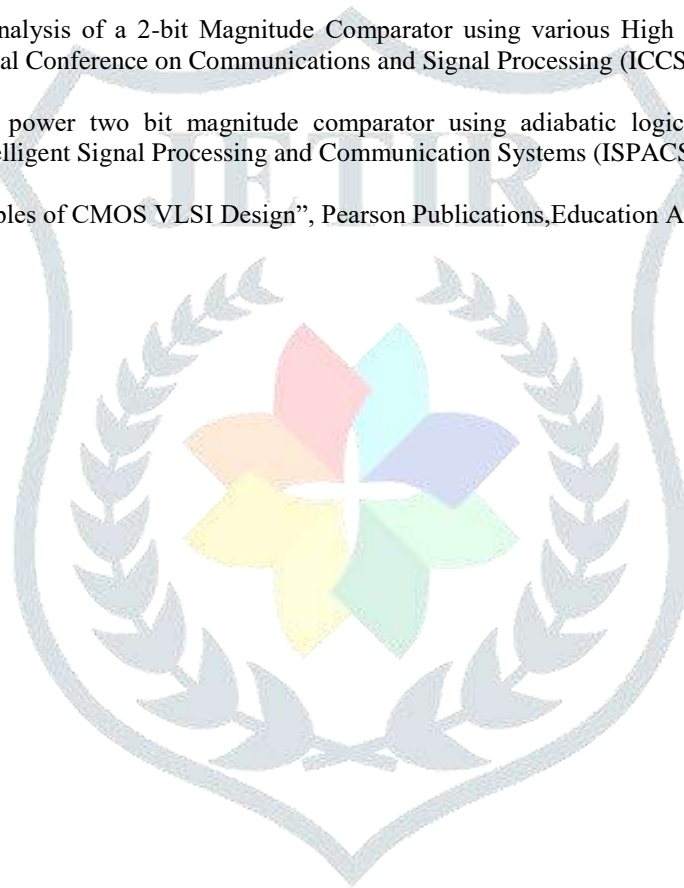 nalysis of a 2-bit Magnitude Comparator using various High
al Conference on Communications and Signal Processing (ICCS
power two bit magnitude comparator using adiabatic logic
elligent Signal Processing and Communication Systems (ISPACS
JETIR
ples of CMOS VLSI Design”, Pearson Publications,Education A